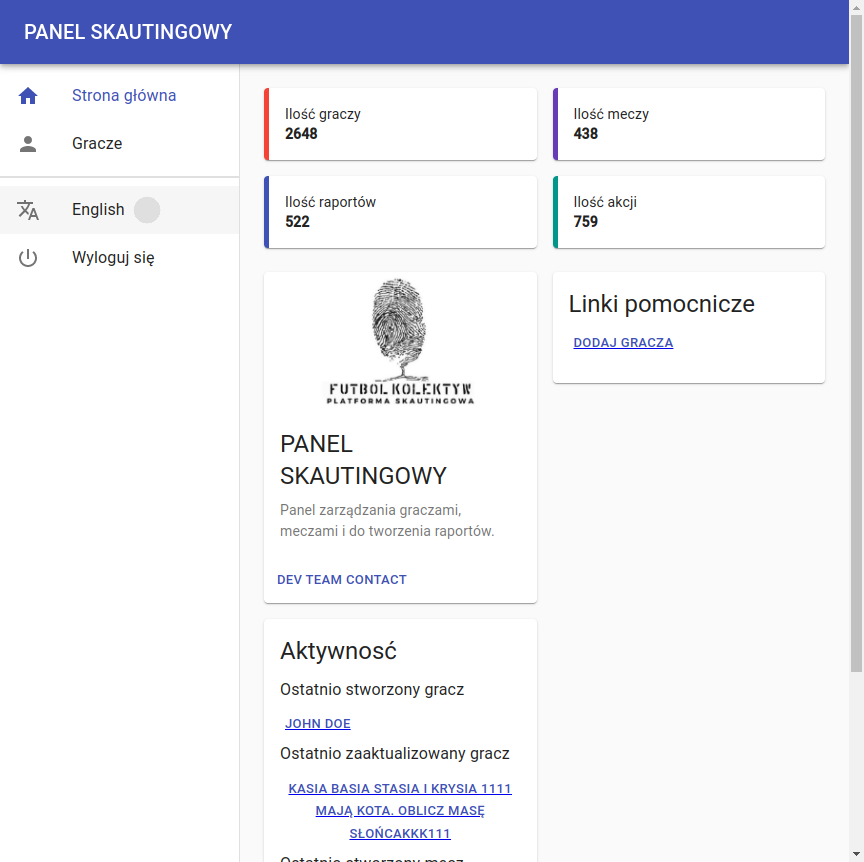 PANEL SKAUTINGOWY
Strona główna
Gracze
English
Wyloguj się
Ilość graczy
2648
Ilość meczy
438
Ilość raportów
522
Ilość akcji
759
FUTBOL KOLEKTYW
PLATFORMA SKAUTINGOWA
PANEL
SKAUTINGOWY
Panel zarządzania graczami,
meczami i do tworzenia raportów.
DEV TEAM CONTACT
Linki pomocnicze
DODAJ GRACZA
Aktywnosć
Ostatnio stworzony gracz
JOHN DOE
Ostatnio zaaktualizowany gracz
KASIA BASIA STASIA I KRYSIA 1111
MAJĄ KOTA. OBLICZ MASĘ
SŁOŃCAKKK111
Ostatnio stworzony mecz